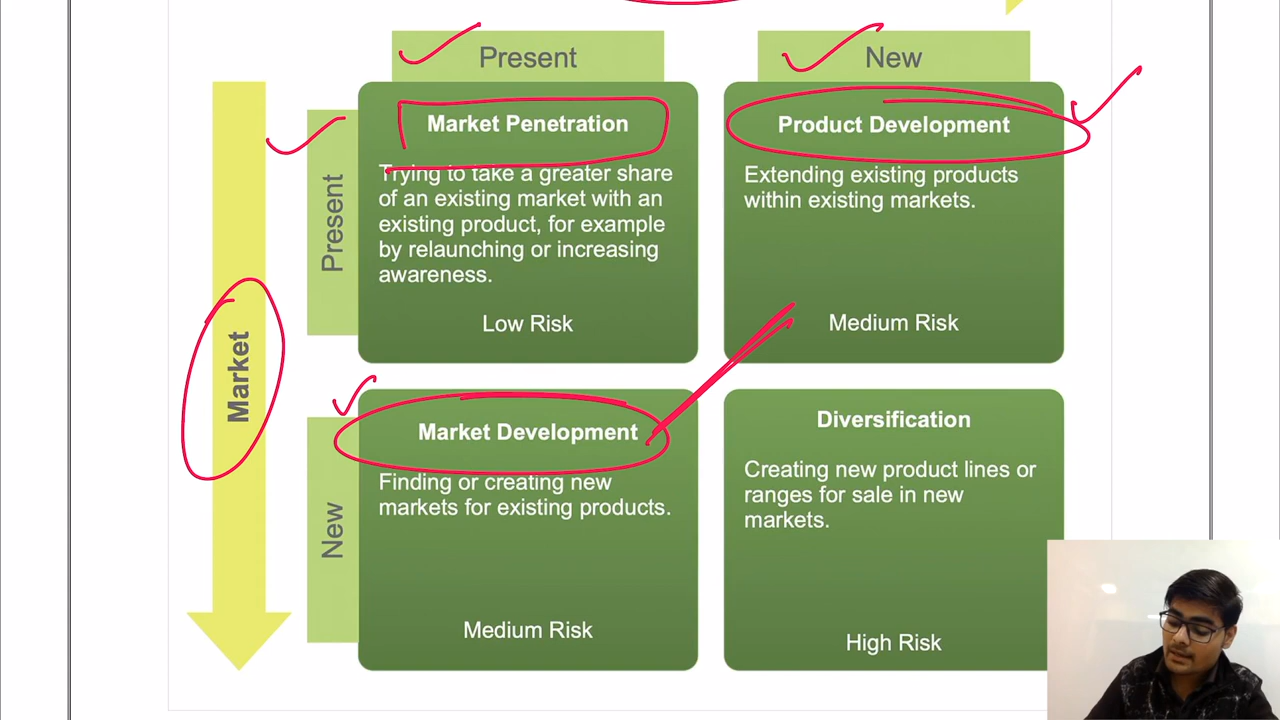 Present
New
Market
Present
Market Penetration
Trying to take a greater share
of an existing market with an
existing product, for example
by relaunching or increasing
awareness.
Low Risk
Product Development
Extending existing products
within existing markets.
Medium Risk
New
Market Development
Finding or creating new
markets for existing products.
Medium Risk
Diversification
Creating new product lines or
ranges for sale in new
markets.
High Risk